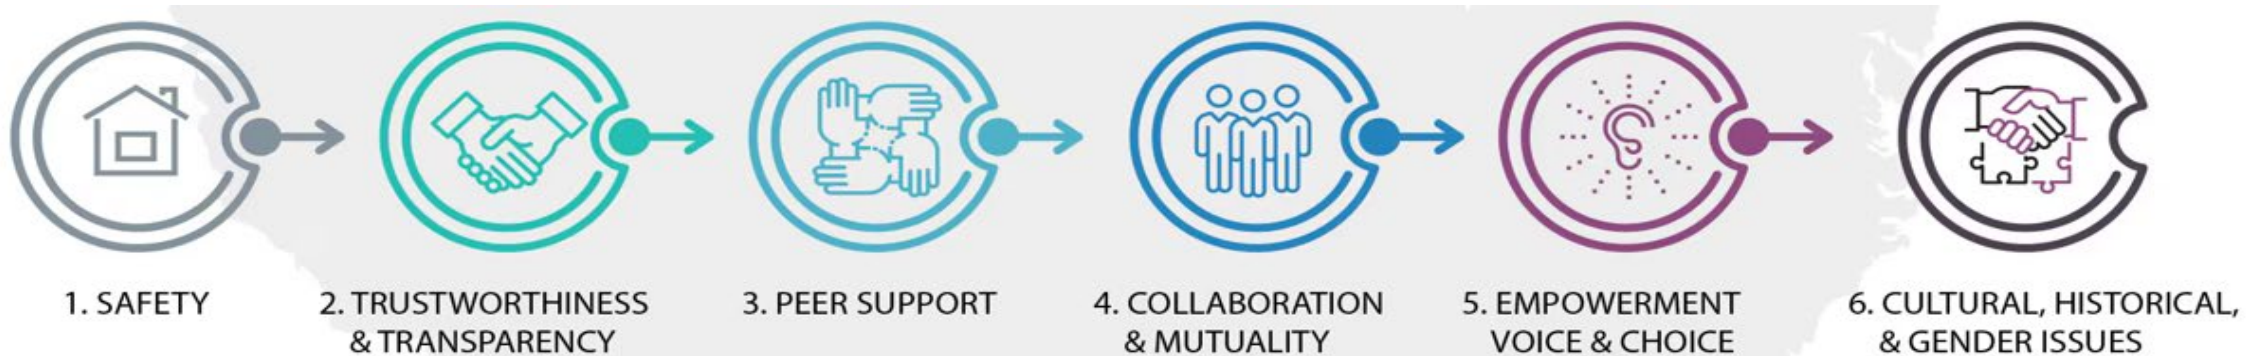 1. SAFETY
2. TRUSTWORTHINESS
& TRANSPARENCY
3. PEER SUPPORT
4. COLLABORATION
& MUTUALITY
5. EMPOWERMENT
VOICE & CHOICE
6. CULTURAL, HISTORICAL,
& GENDER ISSUES